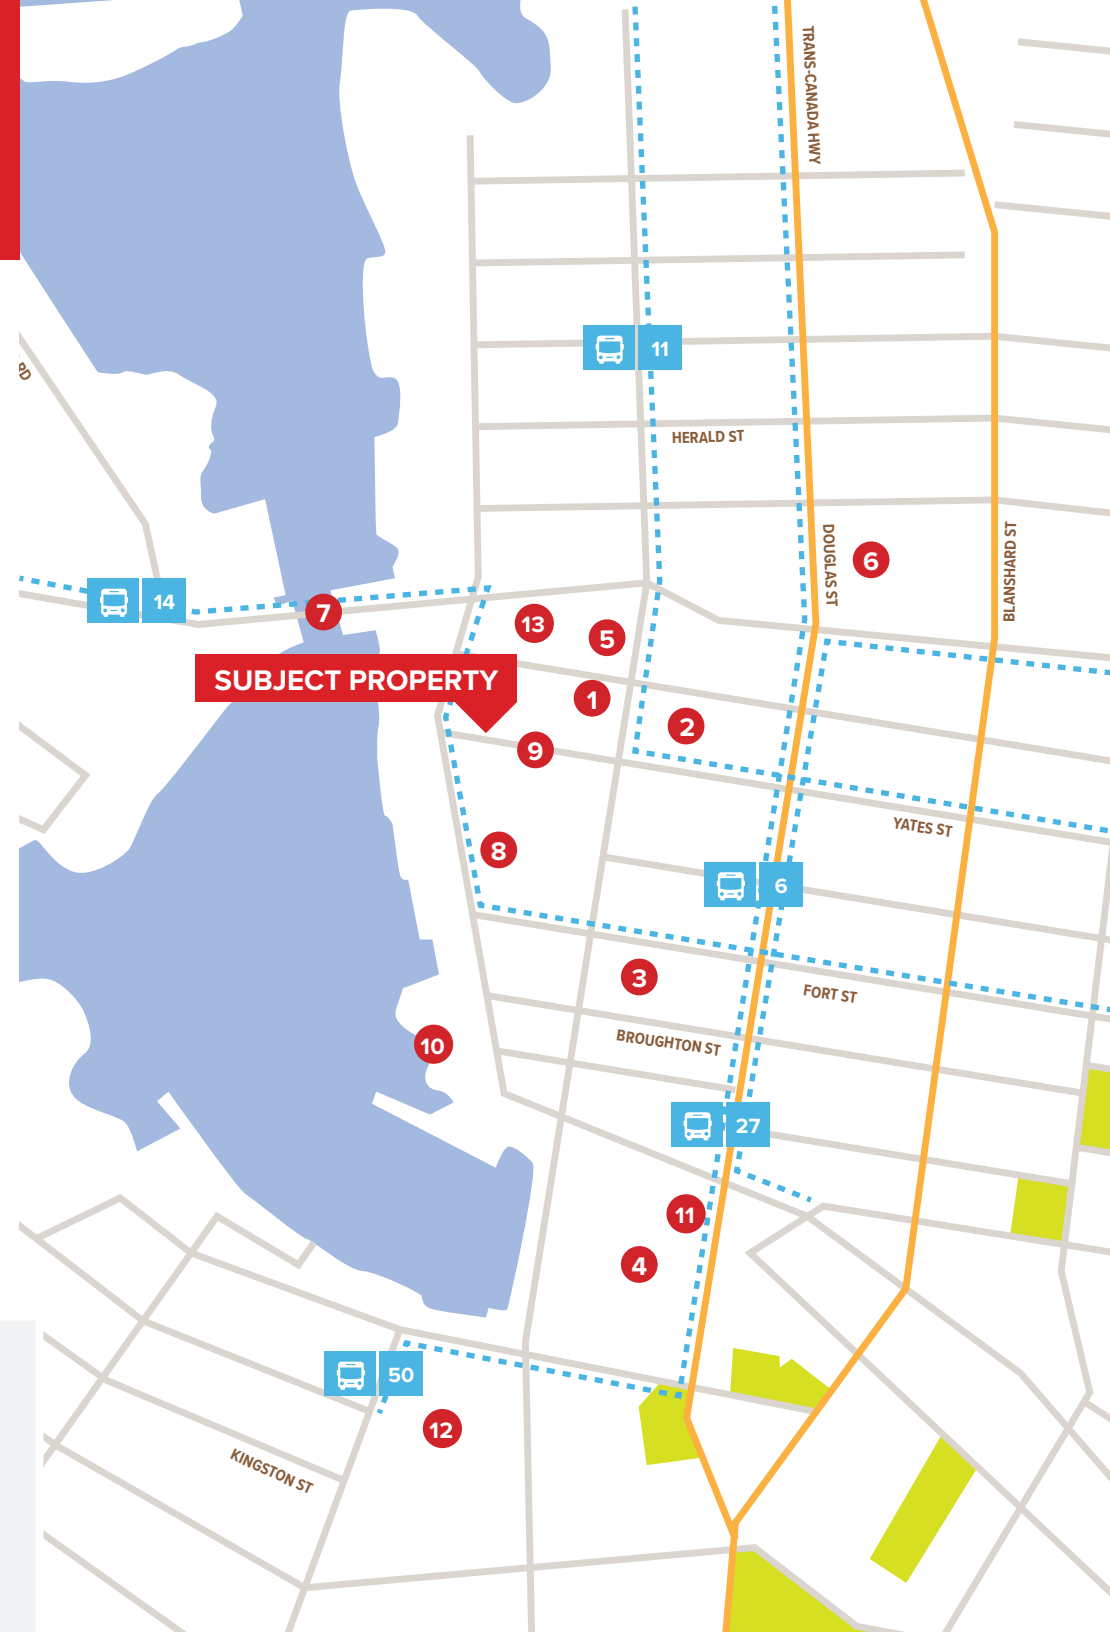 TRANS-CANADA HWY
11
RD
HERALD ST
DOUGLAS ST
6
BLANSHARD ST
14
7
13
5
SUBJECT PROPERTY
1
2
9
YATES ST
8
6
3
FORT ST
10
BROUGHTON ST
27
11
4
50
12
KINGSTON ST